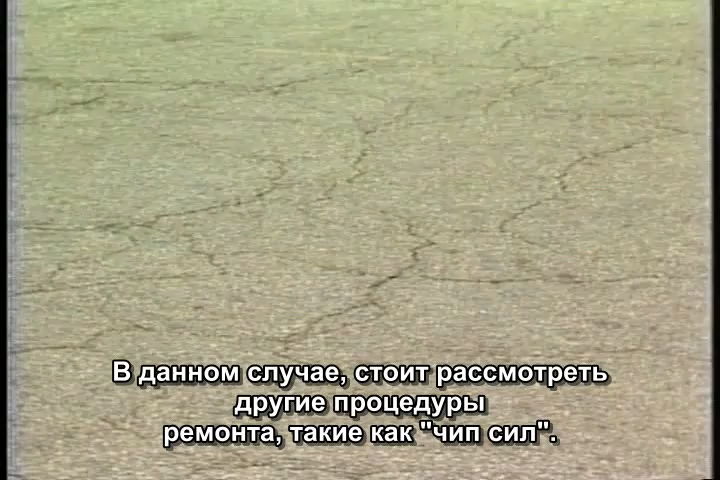 В данном случае, стоит рассмотреть
другие процедуры
ремонта, такие как "чип сил".